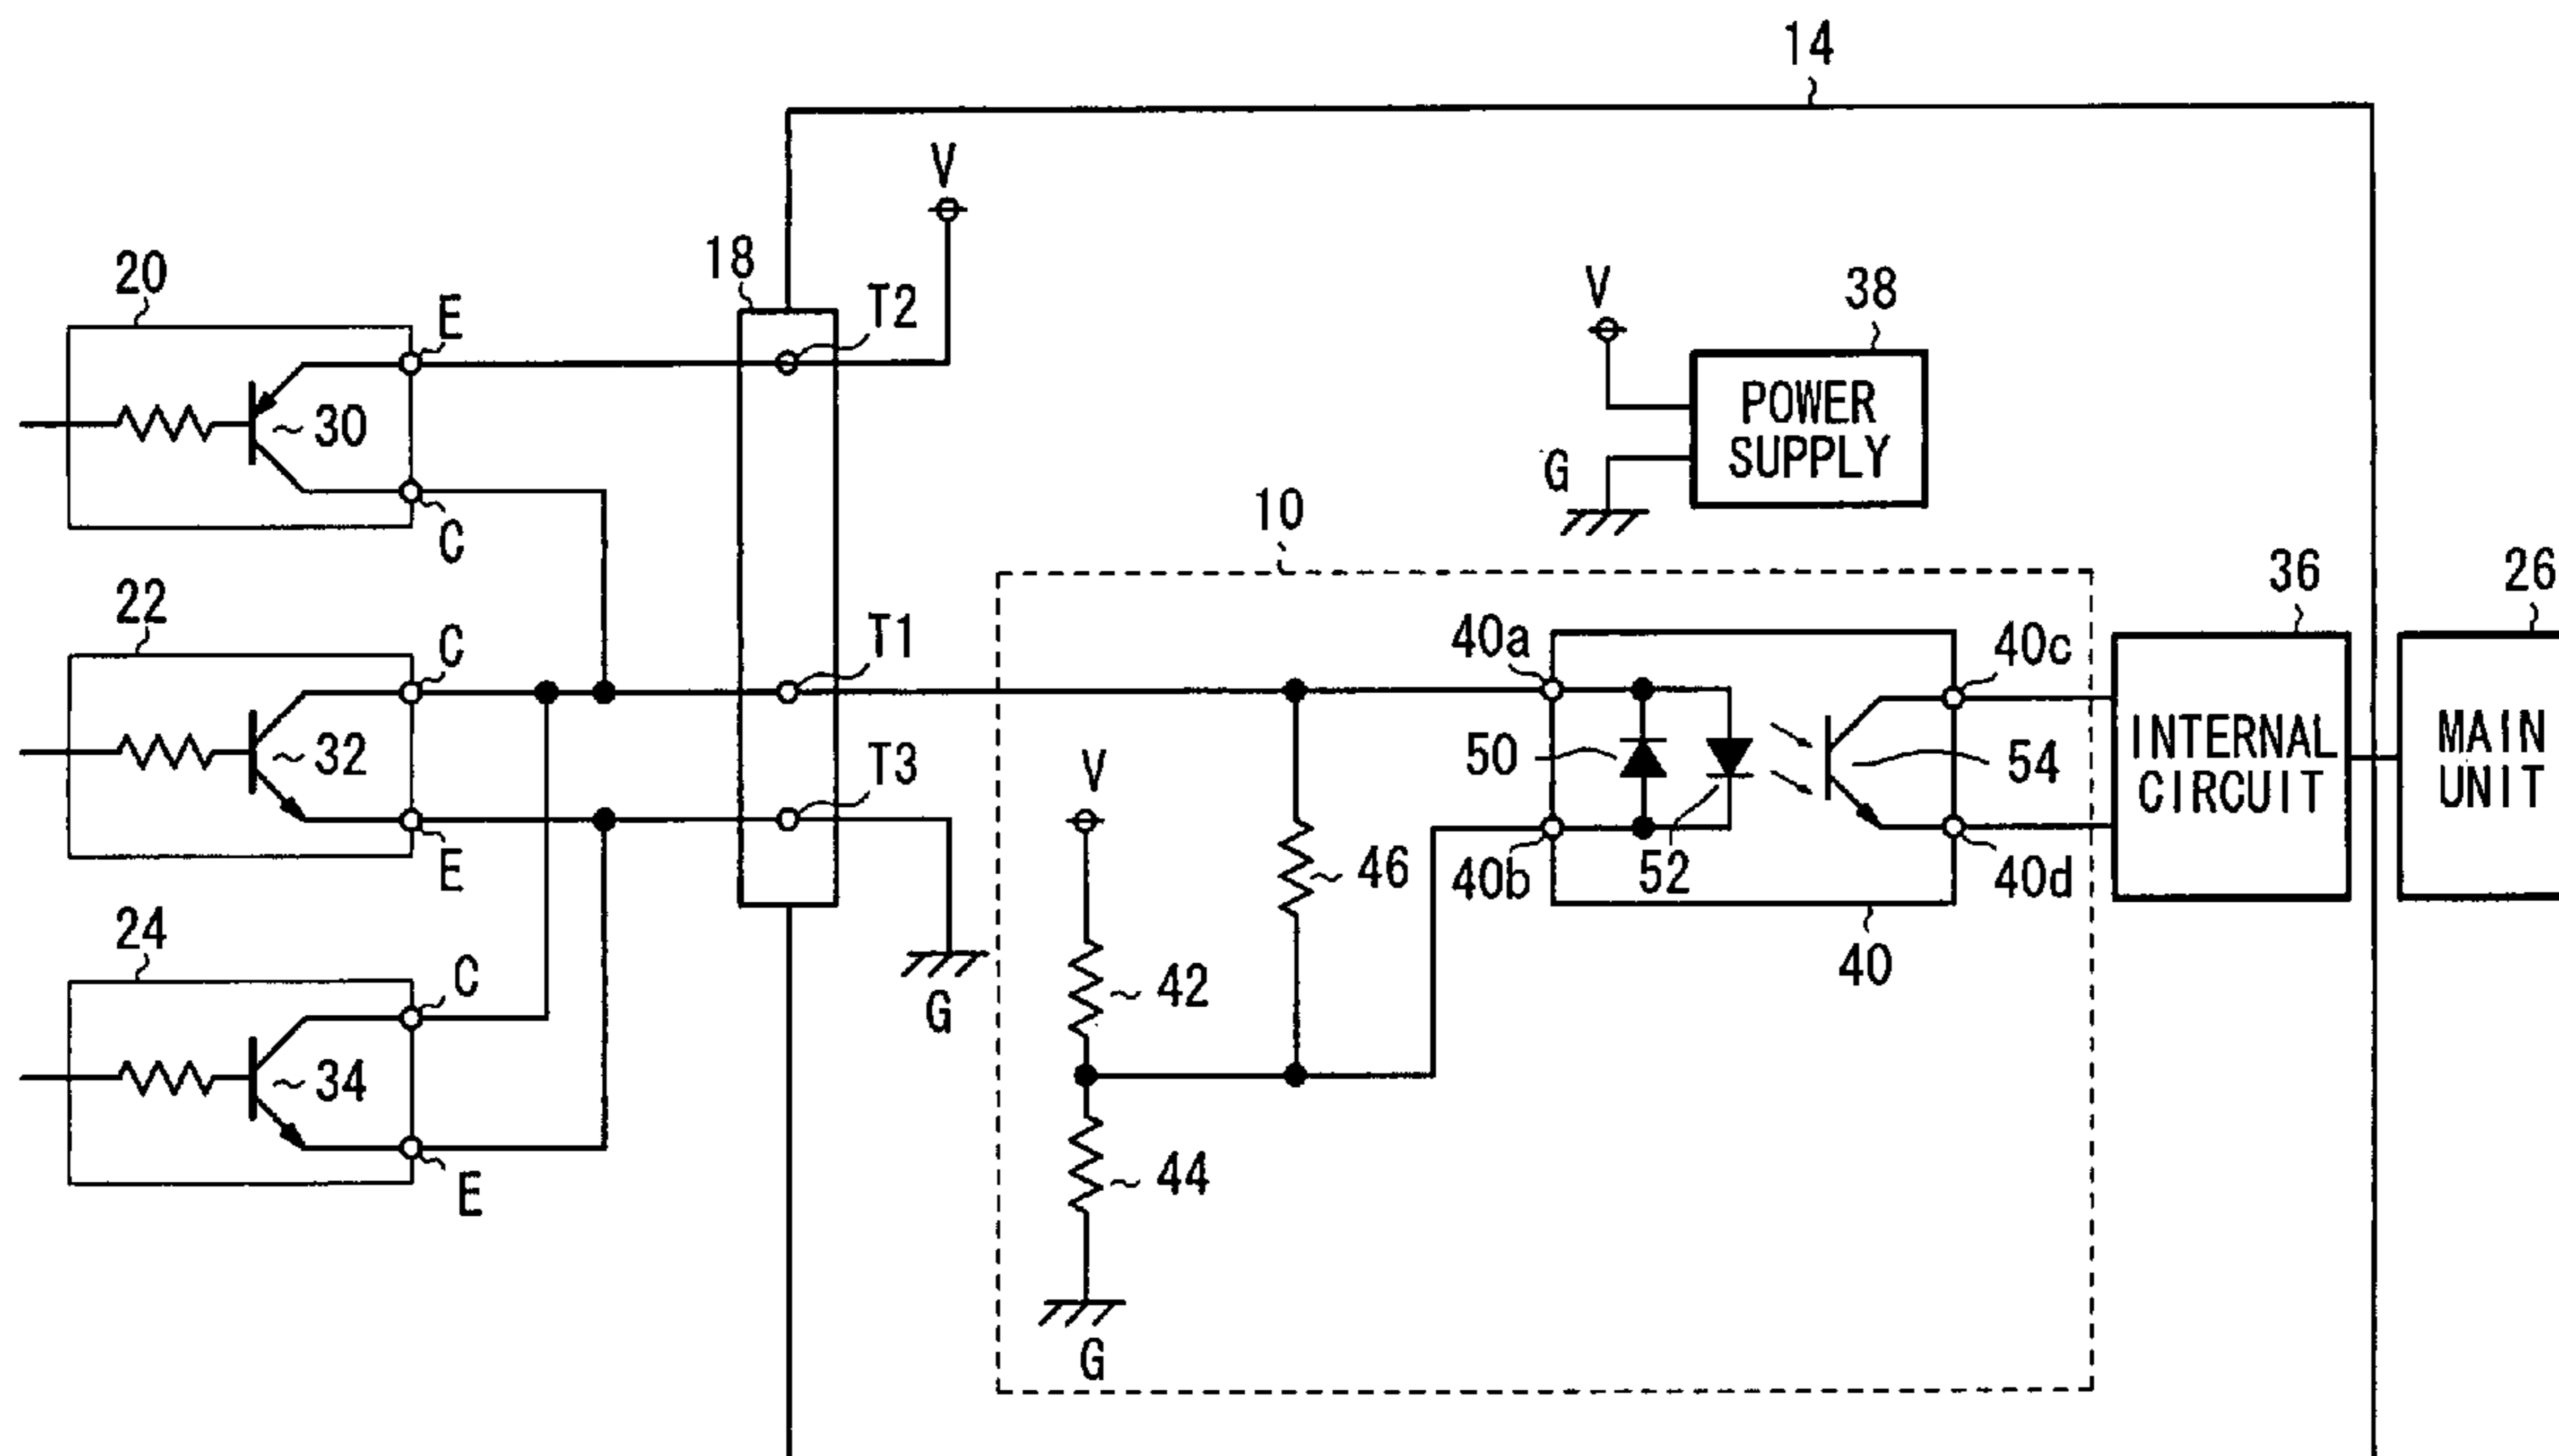 14
V
18
T2
20
E
30
C
V
38
POWER
SUPPLY
G
10
22
C
T1
32
T3
E
40a
40c
36
26
50
54
INTERNAL
CIRCUIT
MAIN
UNIT
V
46
40b
52
40d
40
24
C
G
42
34
E
44
G